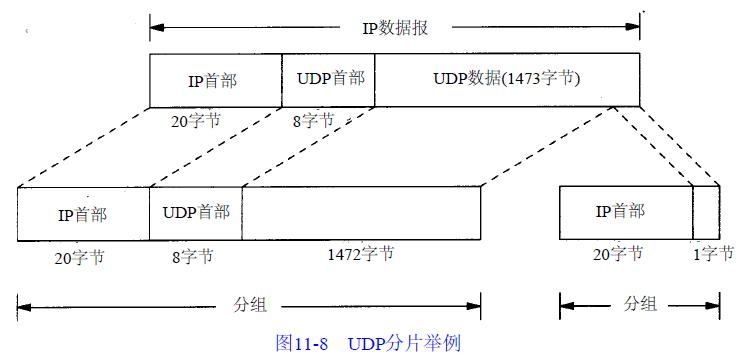 IP数据报
IP首部 UDP首部 UDP数据(1473字节)
20字节 8字节
IP首部 UDP首部 IP首部
20字节 8字节 1472字节 20字节 1字节
分组 分组
图11-8 UDP分片举例